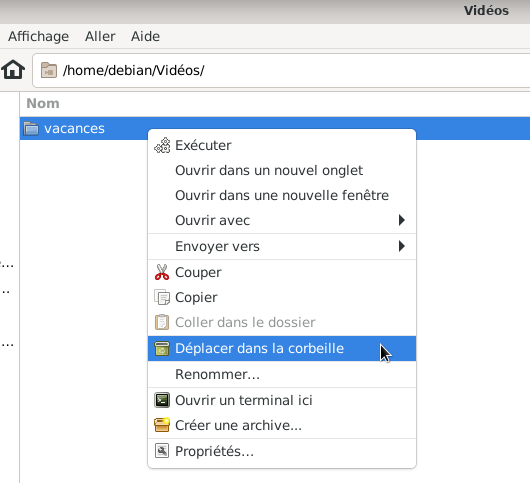 Vidéos
Affichage Aller Aide
/home/debian/Vidéos/
Nom
vacances
Exécuter
Ouvrir dans un nouvel onglet
Ouvrir dans une nouvelle fenêtre
Ouvrir avec
Envoyer vers
Couper
Copier
Coller dans le dossier
Déplacer dans la corbeille
Renommer...
Ouvrir un terminal ici
Créer une archive...
Propriétés...